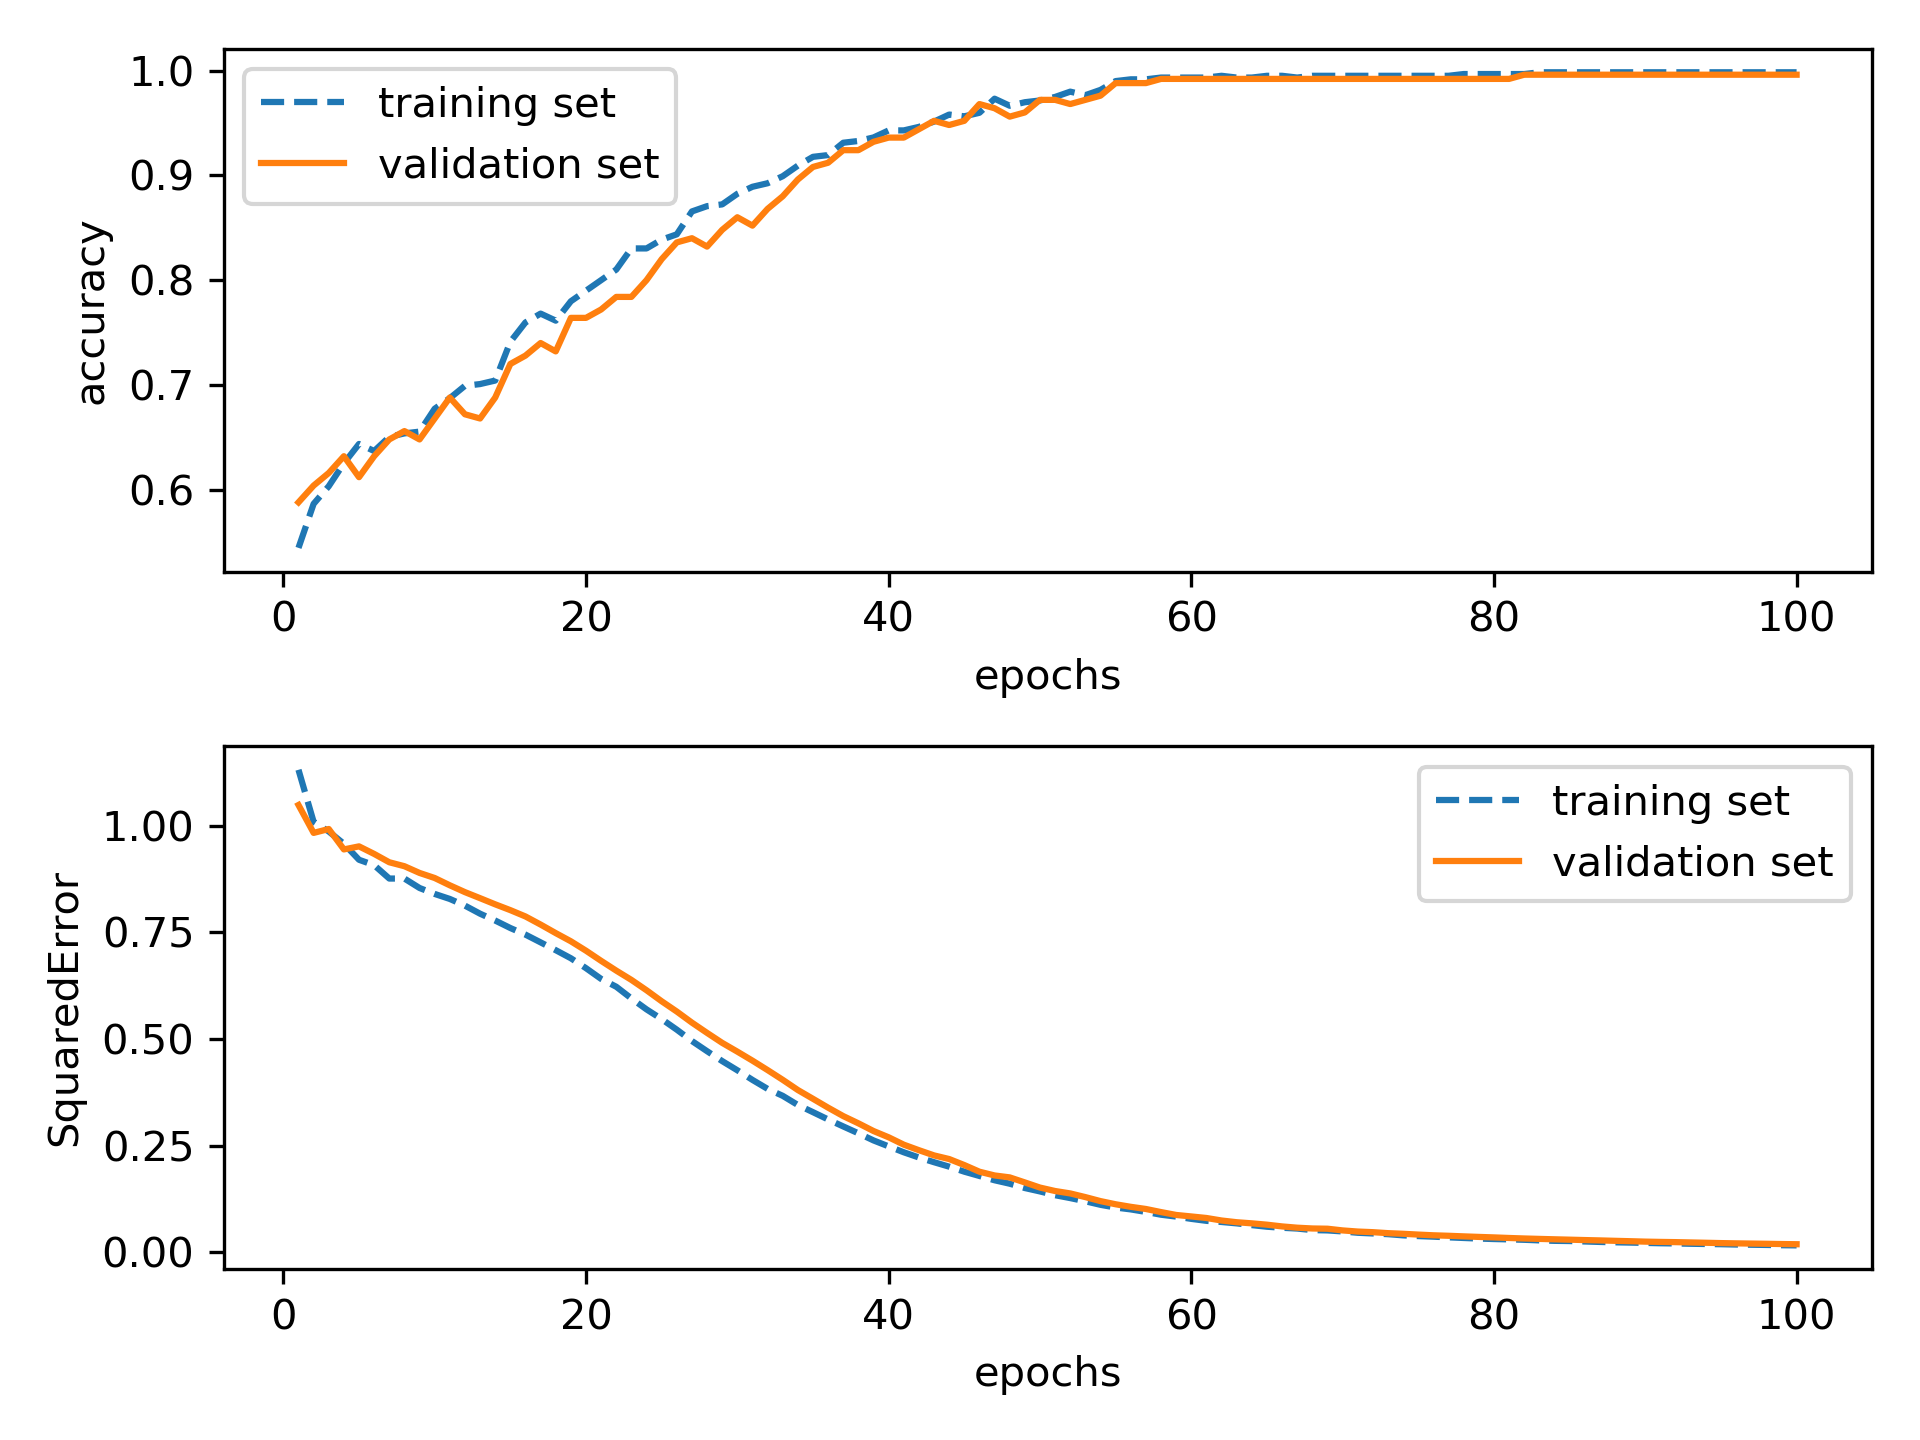 1.0
0.9
0.8
0.7
0.6
accuracy
training set
validation set
0 20 40 60 80 100
epochs
1.00
0.75
0.50
0.25
0.00
SquaredError
training set
validation set
0 20 40 60 80 100
epochs